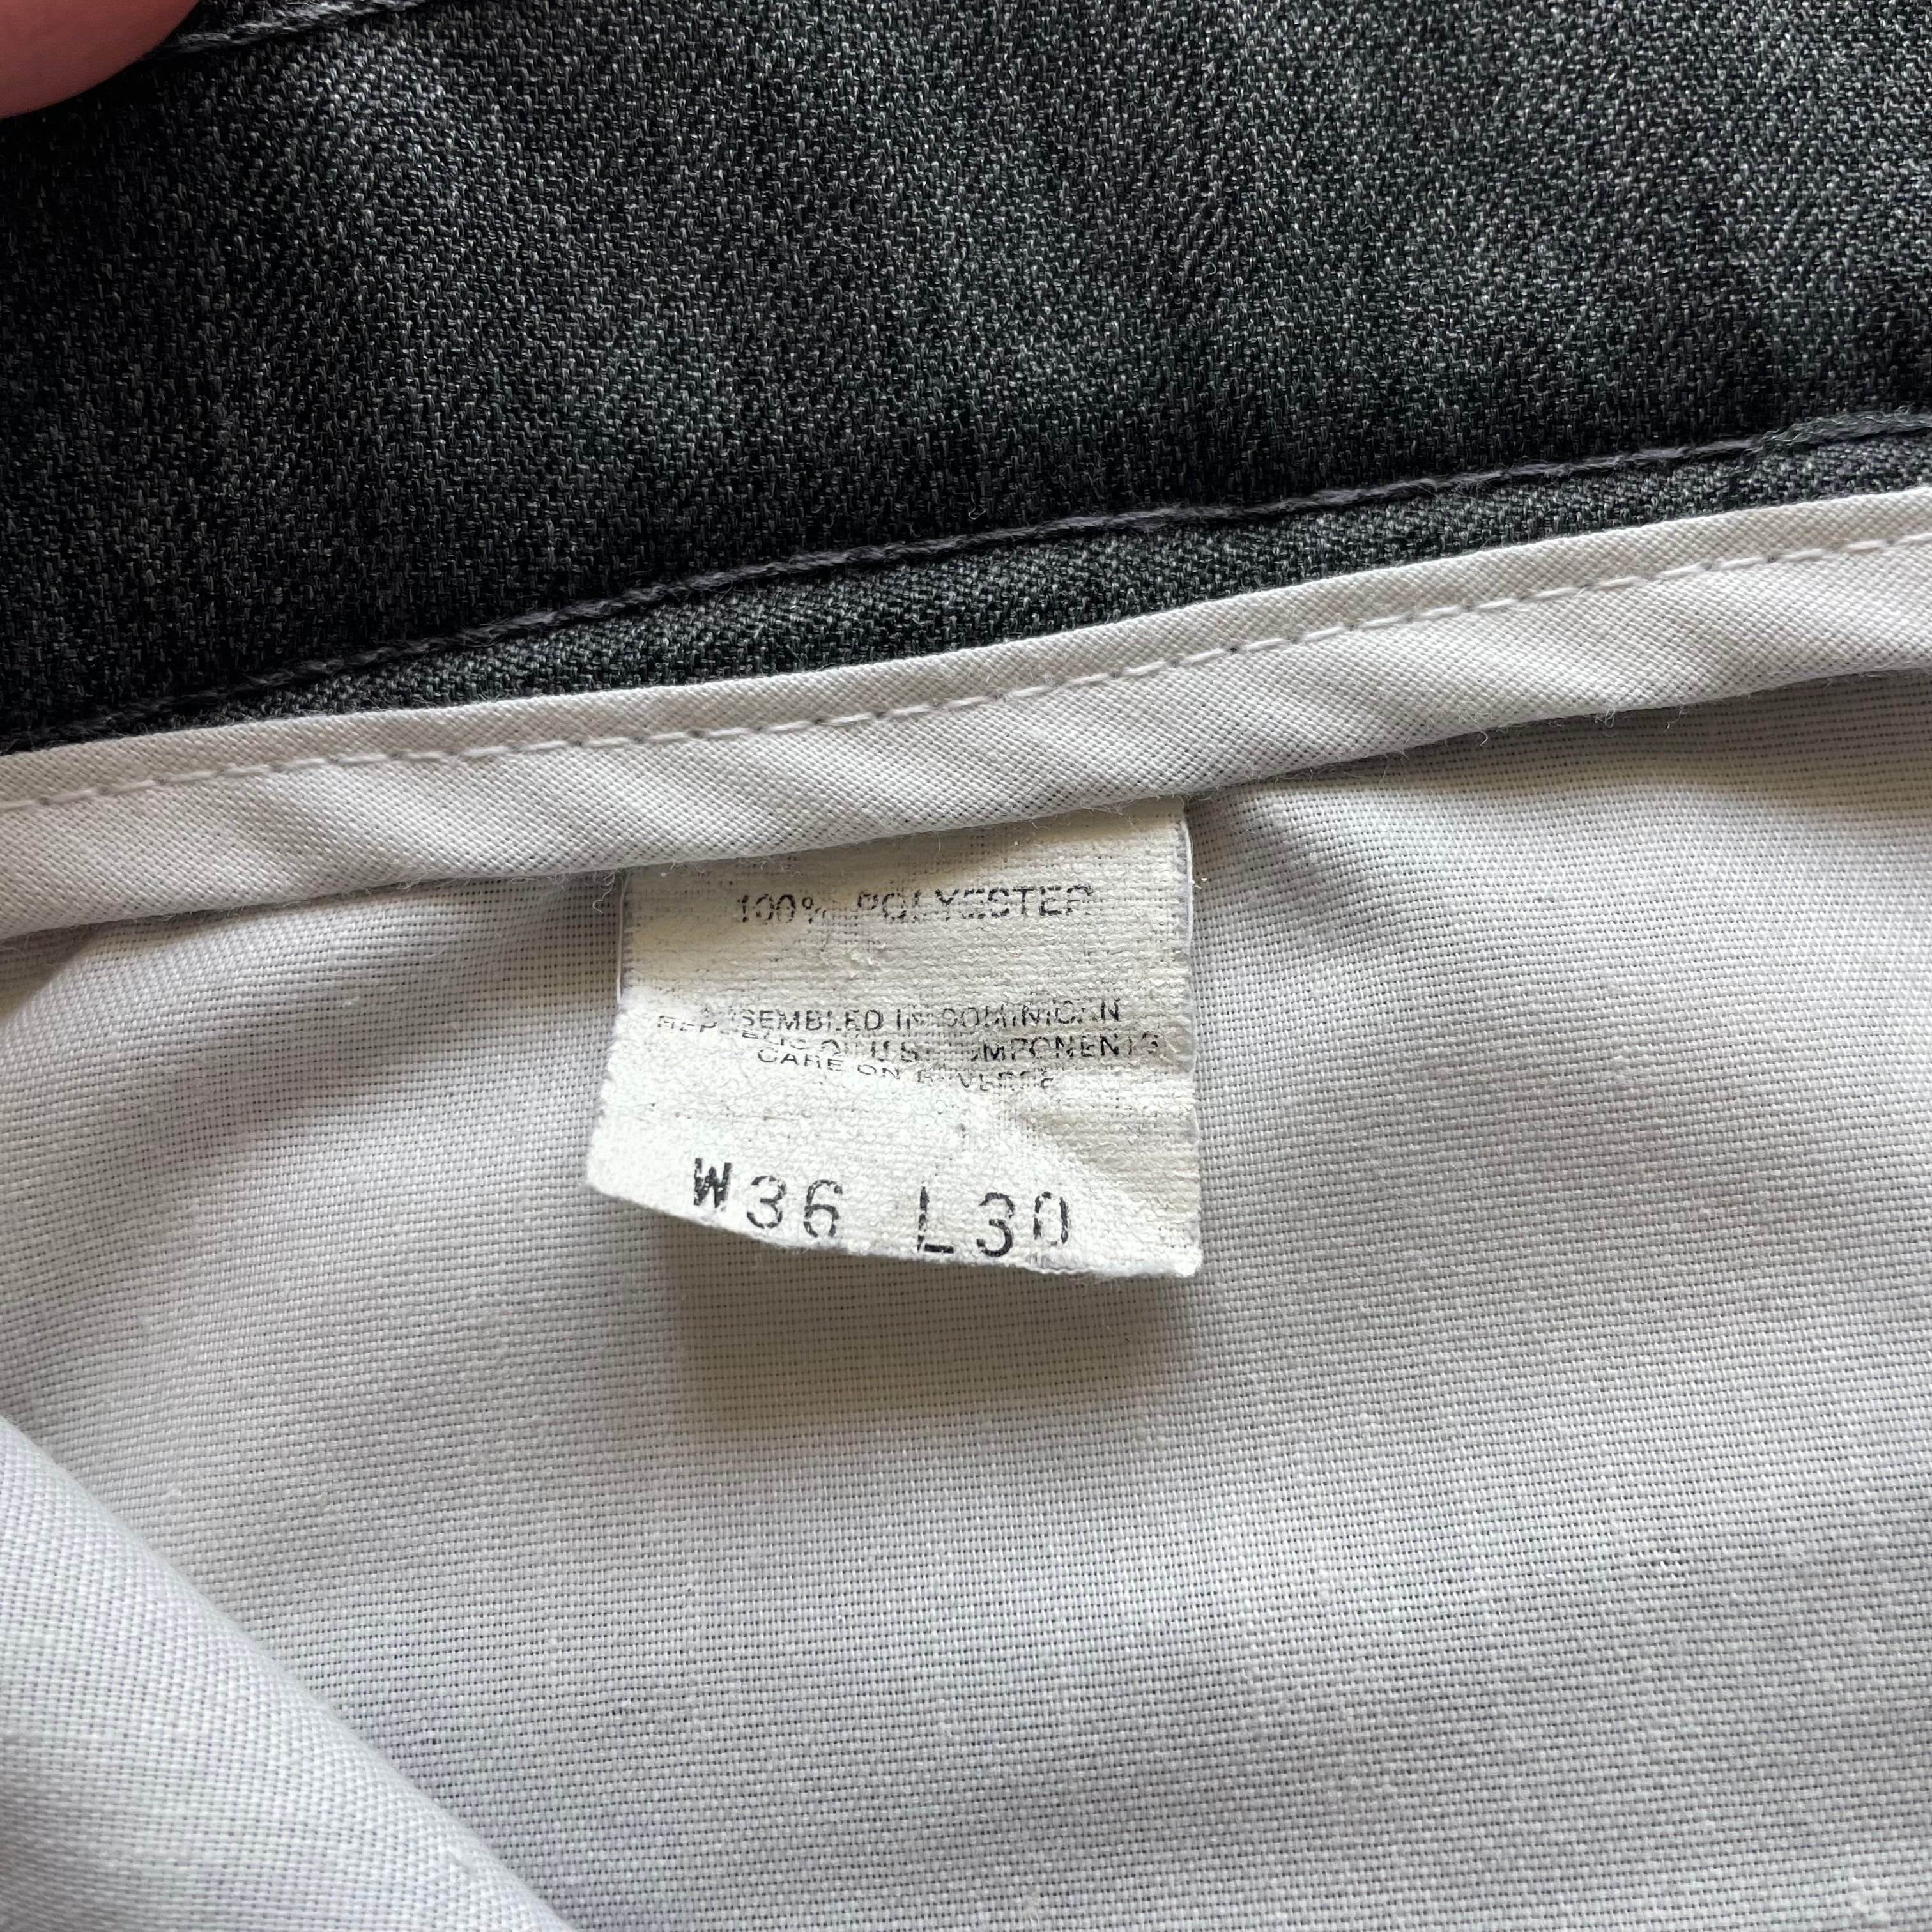 100% POLYESTER
ASSEMBLED IN DOMINICAN
REPUBLIC OF U.S. COMPONENTS
CARE ON REVERSE
W36 L30